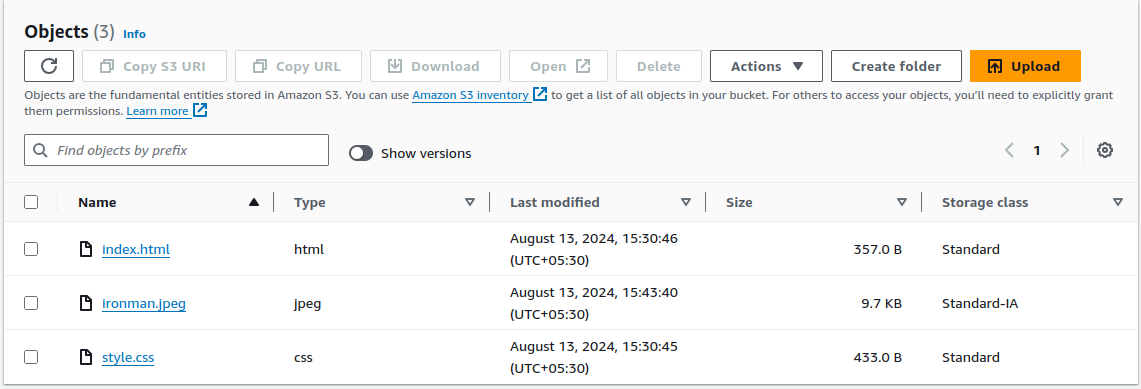 Objects (3) Info
Copy S3 URI Copy URL Download Open Delete Actions Create folder Upload
Objects are the fundamental entities stored in Amazon S3. You can use Amazon S3 inventory to get a list of all objects in your bucket. For others to access your objects, you'll need to explicitly grant
them permissions. Learn more
Find objects by prefix Show versions 1
Name Type Last modified Size Storage class
index.html html August 13, 2024, 15:30:46 (UTC+05:30) 357.0 B Standard
ironman.jpeg jpeg August 13, 2024, 15:43:40 (UTC+05:30) 9.7 KB Standard-IA
style.css css August 13, 2024, 15:30:45 (UTC+05:30) 433.0 B Standard